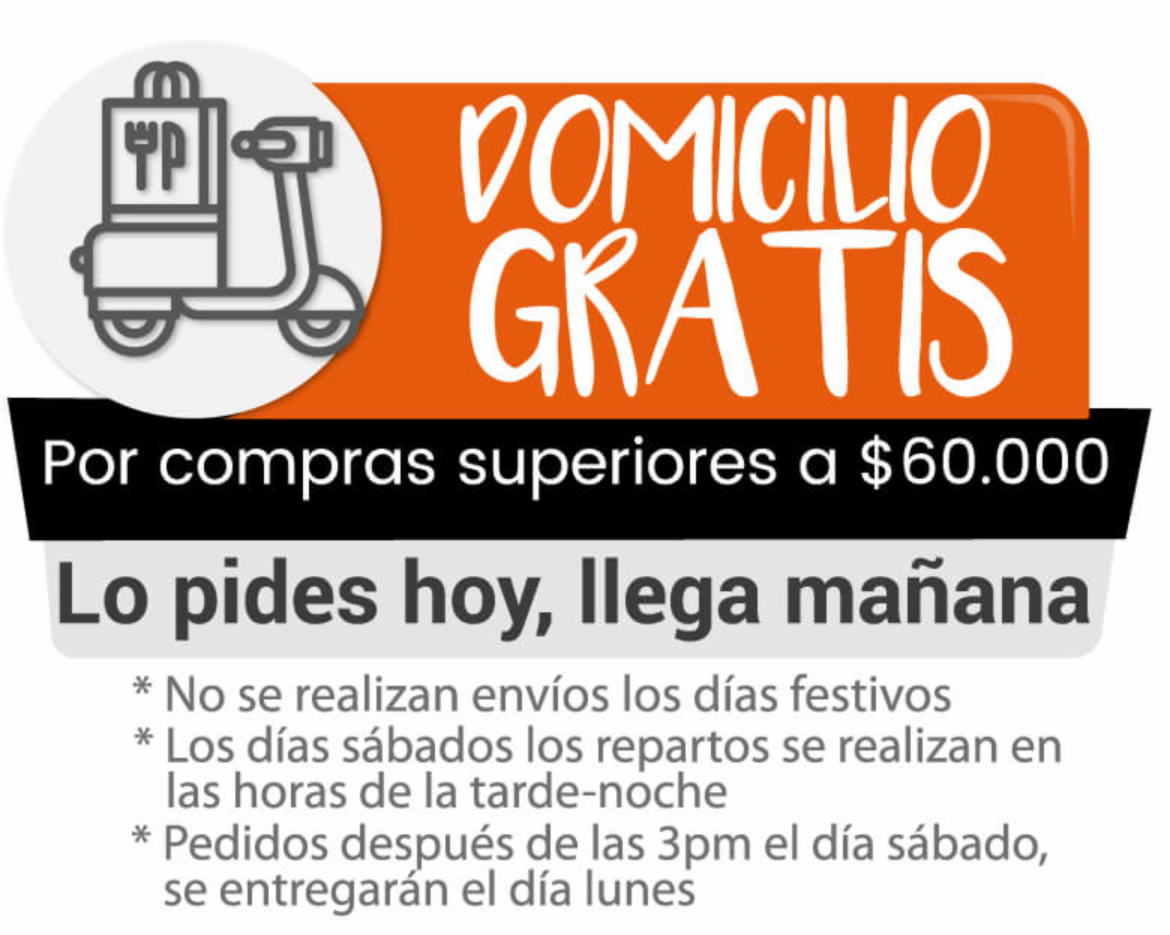 DOMICILIO
GRATIS
Por compras superiores a $60.000
Lo pides hoy, llega mañana
* No se realizan envíos los días festivos
* Los días sábados los repartos se realizan en
las horas de la tarde-noche
* Pedidos después de las 3pm el día sábado,
se entregarán el día lunes